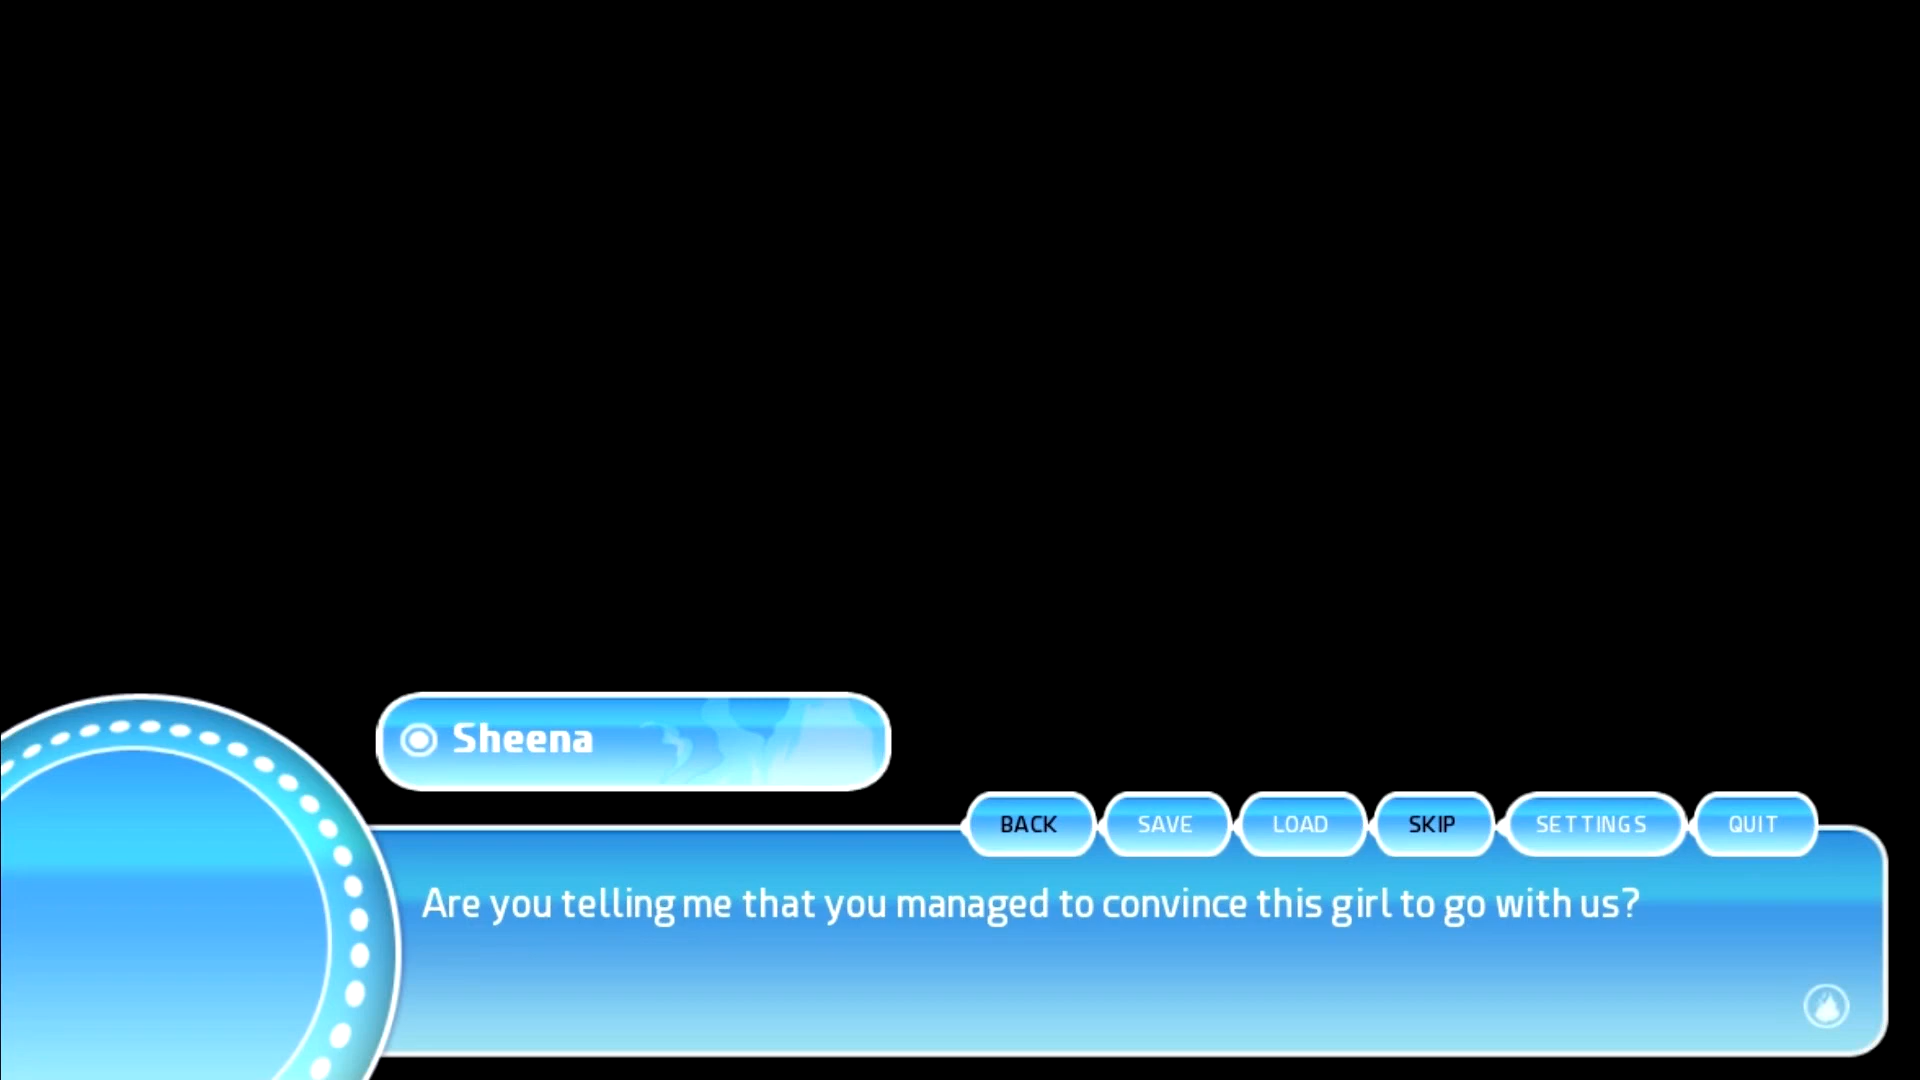 Sheena
BACK SAVE LOAD SKIP SETTINGS QUIT
Are you telling me that you managed to convince this girl to go with us?